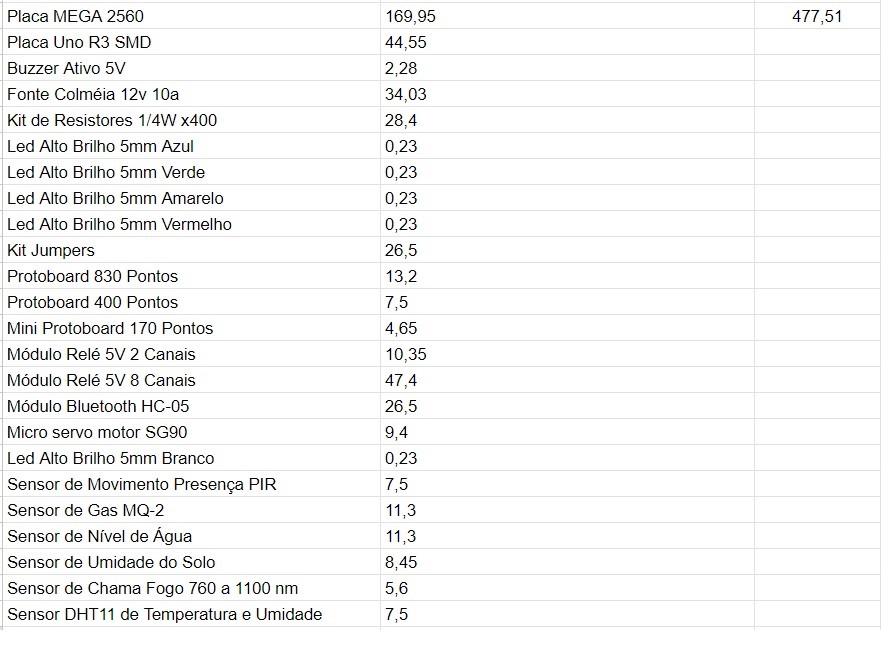 Placa MEGA 2560 169,95 477,51
Placa Uno R3 SMD 44,55
Buzzer Ativo 5V 2,28
Fonte Colméia 12v 10a 34,03
Kit de Resistores 1/4W x400 28,4
Led Alto Brilho 5mm Azul 0,23
Led Alto Brilho 5mm Verde 0,23
Led Alto Brilho 5mm Amarelo 0,23
Led Alto Brilho 5mm Vermelho 0,23
Kit Jumpers 26,5
Protoboard 830 Pontos 13,2
Protoboard 400 Pontos 7,5
Mini Protoboard 170 Pontos 4,65
Módulo Relé 5V 2 Canais 10,35
Módulo Relé 5V 8 Canais 47,4
Módulo Bluetooth HC-05 26,5
Micro servo motor SG90 9,4
Led Alto Brilho 5mm Branco 0,23
Sensor de Movimento Presença PIR 7,5
Sensor de Gas MQ-2 11,3
Sensor de Nível de Água 11,3
Sensor de Umidade do Solo 8,45
Sensor de Chama Fogo 760 a 1100 nm 5,6
Sensor DHT11 de Temperatura e Umidade 7,5